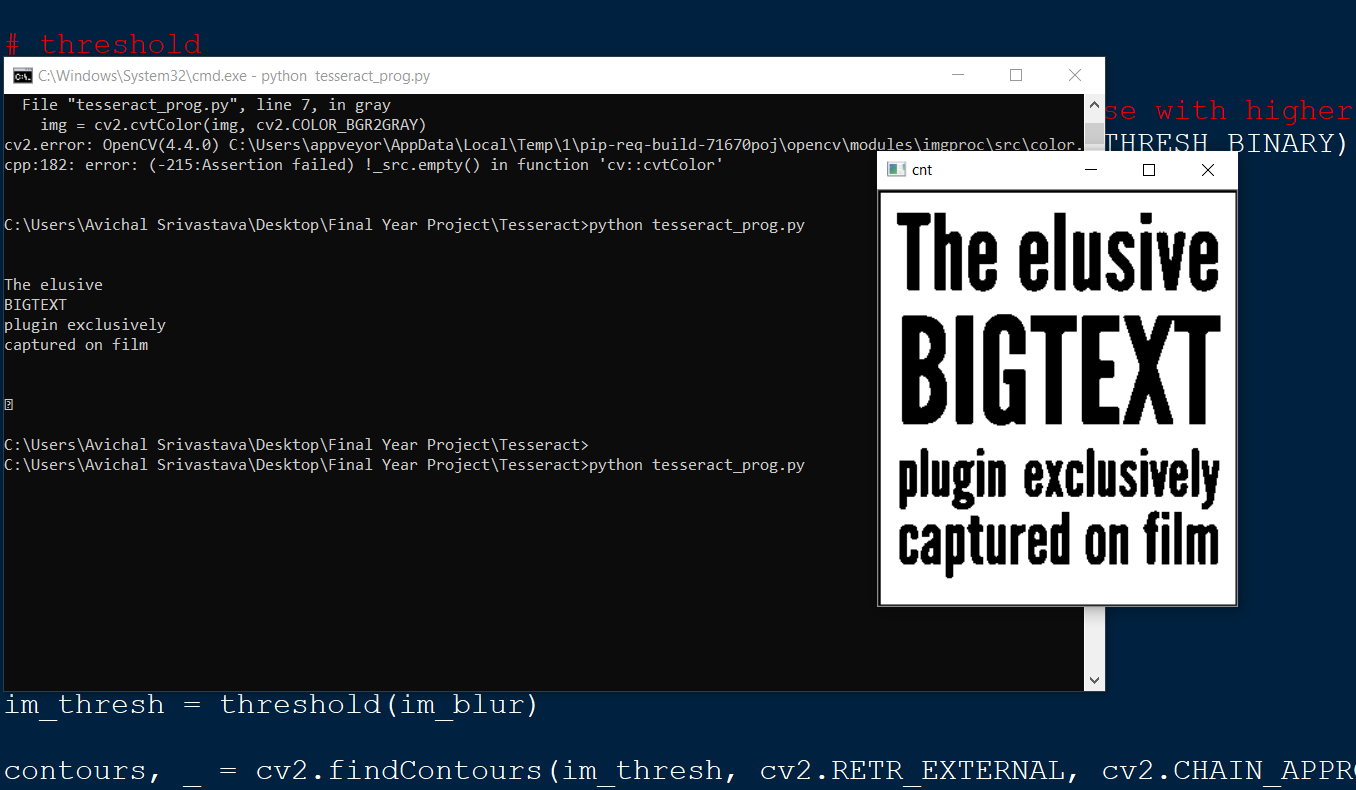 # threshold
C:\Windows\System32\cmd.exe - python  tesseract_prog.py
File "tesseract_prog.py", line 7, in gray
img = cv2.cvtColor(img, cv2.COLOR_BGR2GRAY)
cv2.error: OpenCV(4.4.0) C:\Users\appveyor\AppData\Local\Temp\1\pip-req-build-71670poj\opencv\modules\imgproc\src\color.
cpp:182: error: (-215:Assertion failed) !_src.empty() in function 'cv::cvtColor'
C:\Users\Avichal Srivastava\Desktop\Final Year Project\Tesseract>python tesseract_prog.py
The elusive
BIGTEXT
plugin exclusively
captured on film
C:\Users\Avichal Srivastava\Desktop\Final Year Project\Tesseract>
C:\Users\Avichal Srivastava\Desktop\Final Year Project\Tesseract>python tesseract_prog.py
se with higher
THRESH_BINARY)
cnt
The elusive
BIGTEXT
plugin exclusively
captured on film
im_thresh = threshold(im_blur)
contours, _ = cv2.findContours(im_thresh, cv2.RETR_EXTERNAL, cv2.CHAIN_APPR